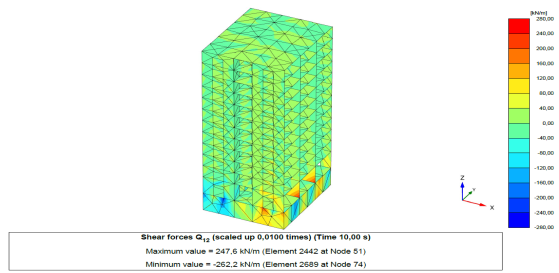 [kN/m]
280,00
240,00
200,00
160,00
120,00
80,00
40,00
0,00
-40,00
-80,00
-120,00
-160,00
-200,00
-240,00
-280,00
Z
Y
X
Shear forces Q12 (scaled up 0,0100 times) (Time 10,00 s)
Maximum value = 247,6 kN/m (Element 2442 at Node 51)
Minimum value = -262,2 kN/m (Element 2689 at Node 74)